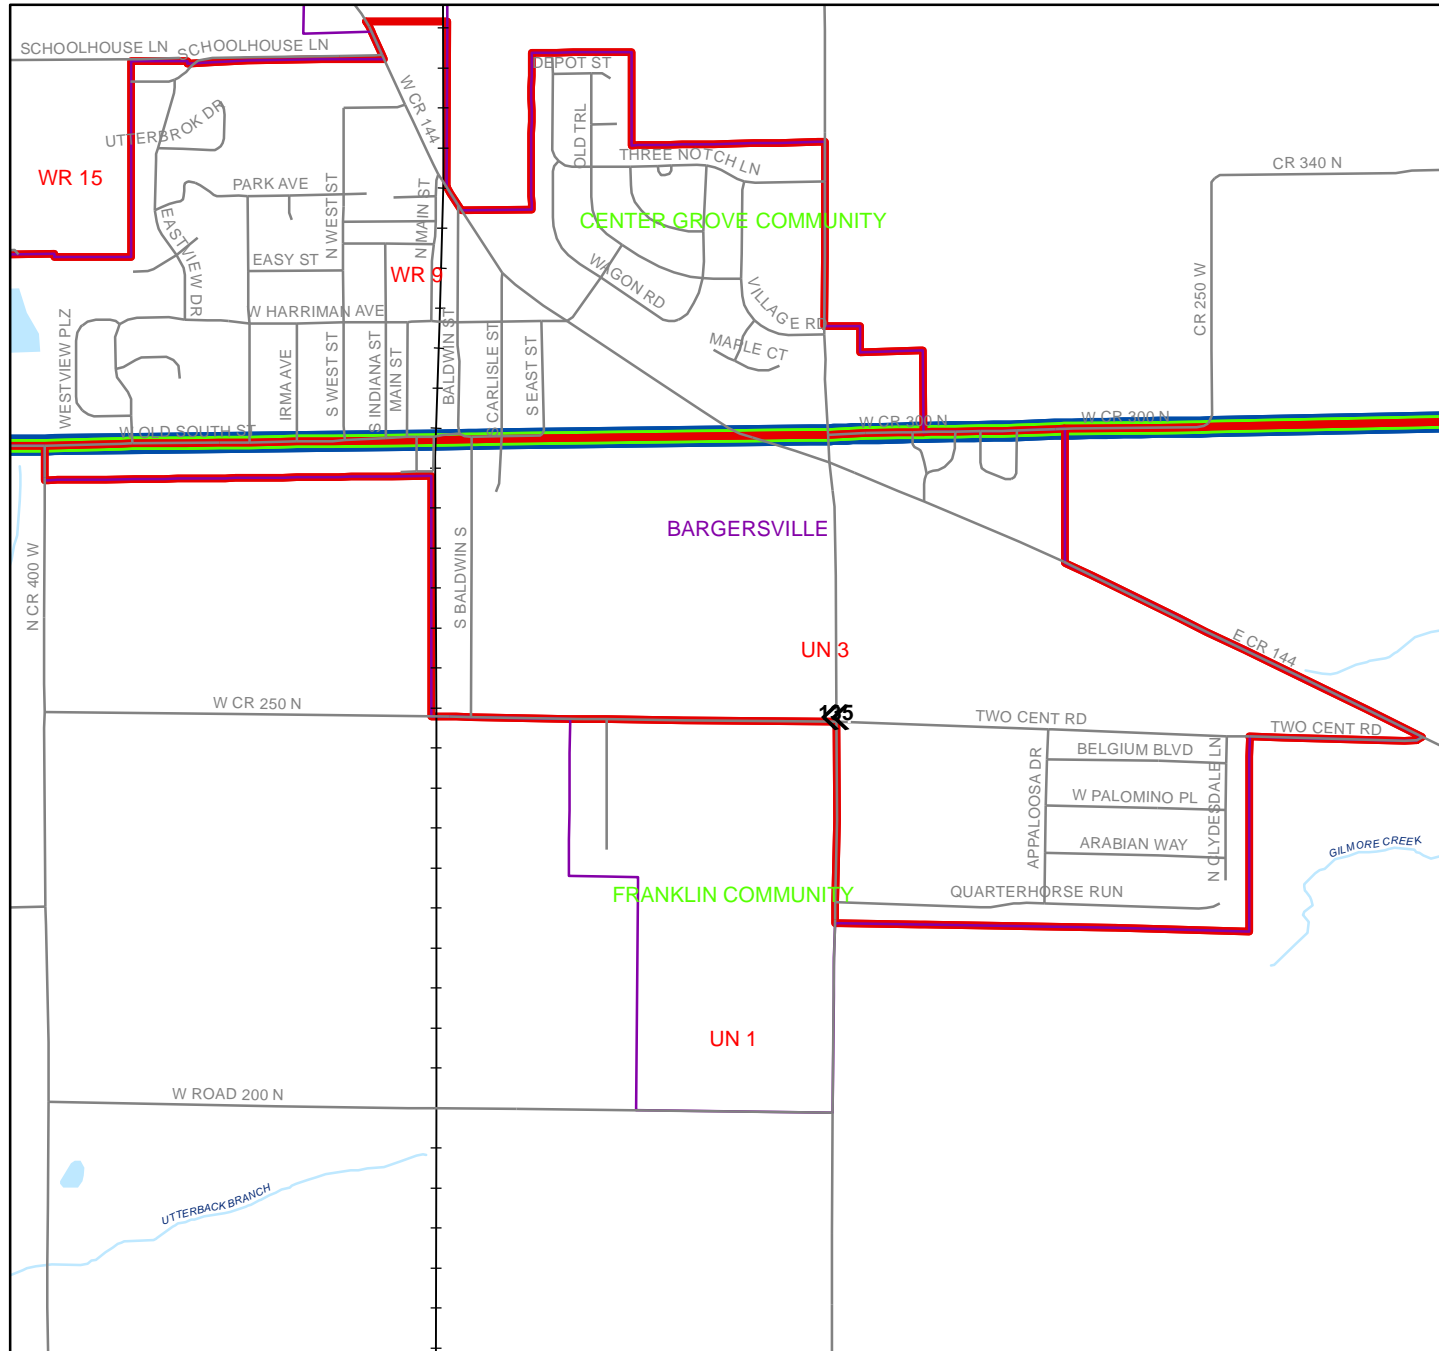 SCHOOLHOUSE LN
SCHOOLHOUSE LN
DEPOT ST
W CR 144
UTTERBROK DR
OLD TRL
THREE NOTCH LN
CR 340 N
WR 15
PARK AVE
N WEST ST
N MAIN ST
CENTER GROVE COMMUNITY
EASTVIEW DR
EASY ST
WR 9
WAGON RD
CR 250 W
VILLAGE RD
W HARRIMAN AVE
WESTVIEW PLZ
IRMA AVE
S WEST ST
S INDIANA ST
MAIN ST
BALDWIN ST
S CARLISLE ST
S EAST ST
MAPLE CT
W OLD SOUTH ST
W CR 300 N
W CR 300 N
BARGERSVILLE
N CR 400 W
S BALDWIN S
UN 3
E CR 144
W CR 250 N
135
TWO CENT RD
TWO CENT RD
BELGIUM BLVD
APPALOOSA DR
N CLYDESDALE LN
W PALOMINO PL
ARABIAN WAY
GILMORE CREEK
FRANKLIN COMMUNITY
QUARTERHORSE RUN
UN 1
W ROAD 200 N
UTTERBACK BRANCH